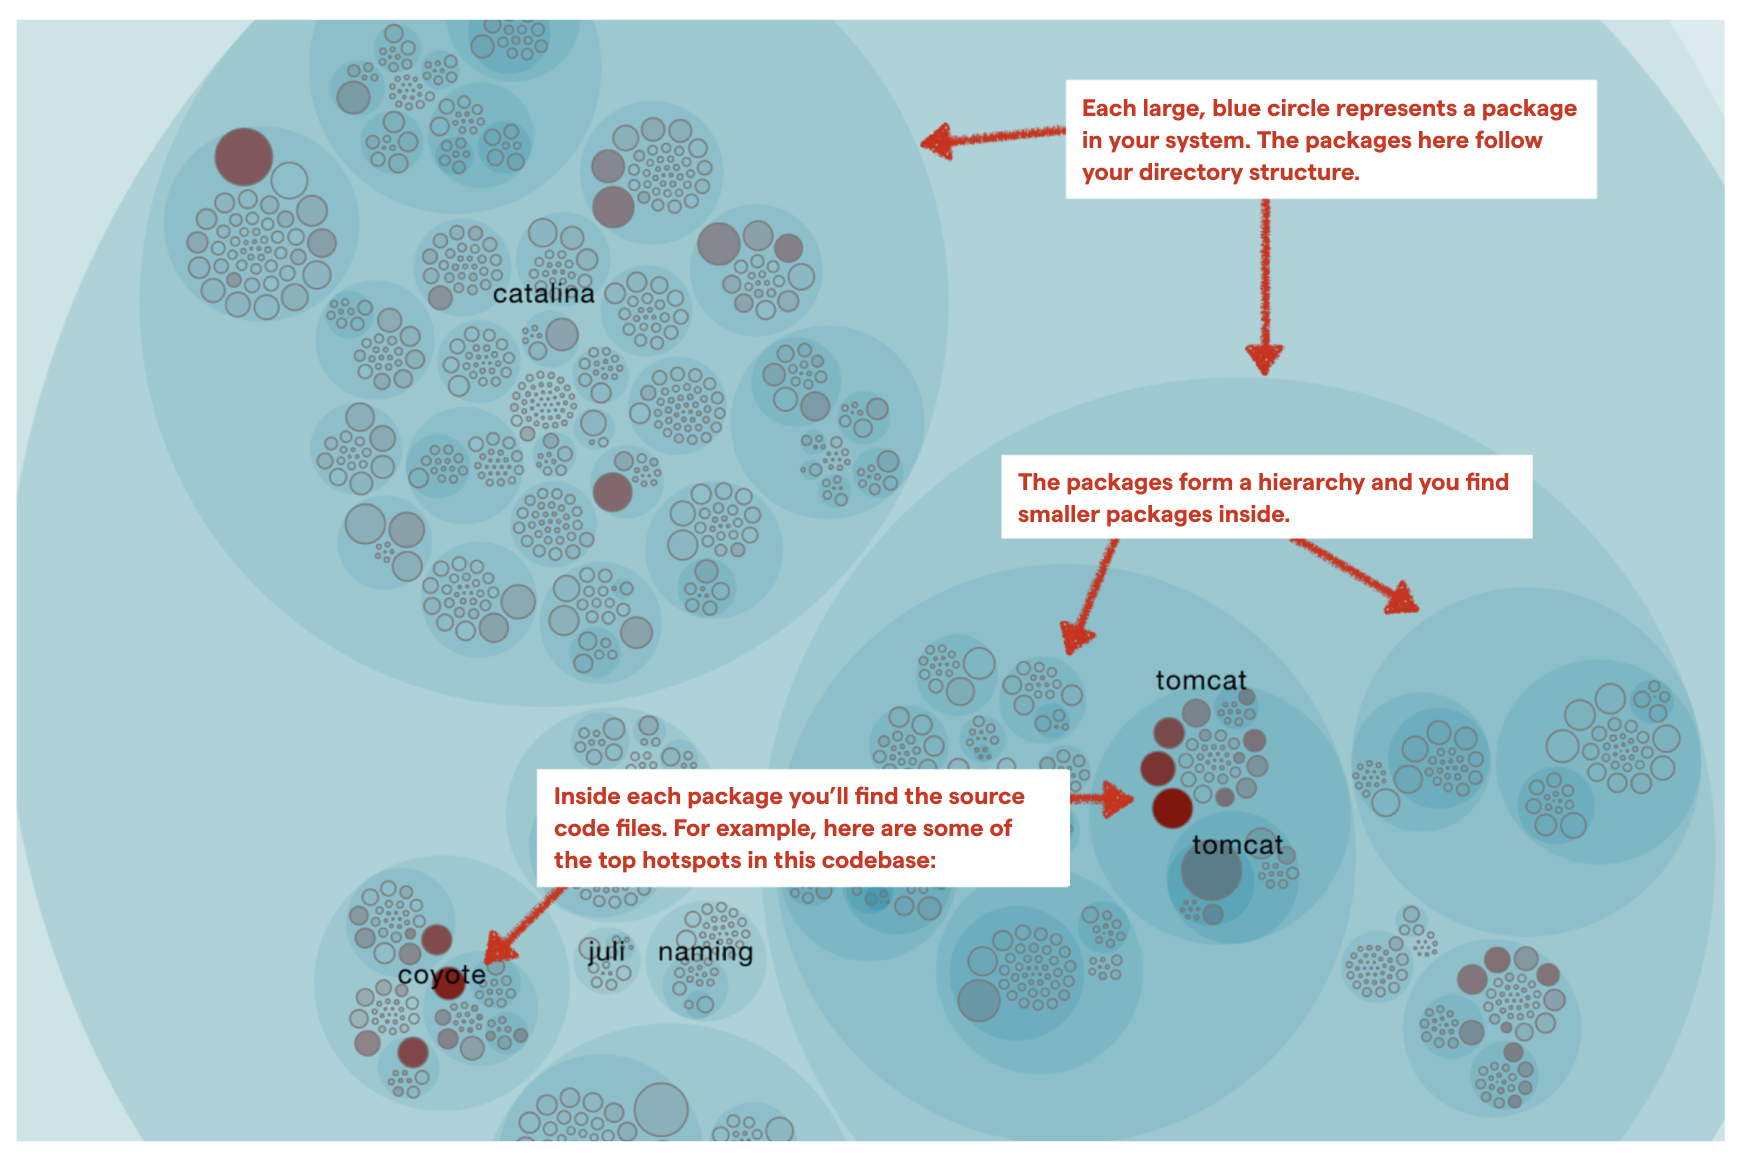 Each large, blue circle represents a package
in your system. The packages here follow
your directory structure.
catalina
The packages form a hierarchy and you find
smaller packages inside.
tomcat
Inside each package you’ll find the source
code files. For example, here are some of
the top hotspots in this codebase:
tomcat
juli
naming
coyote